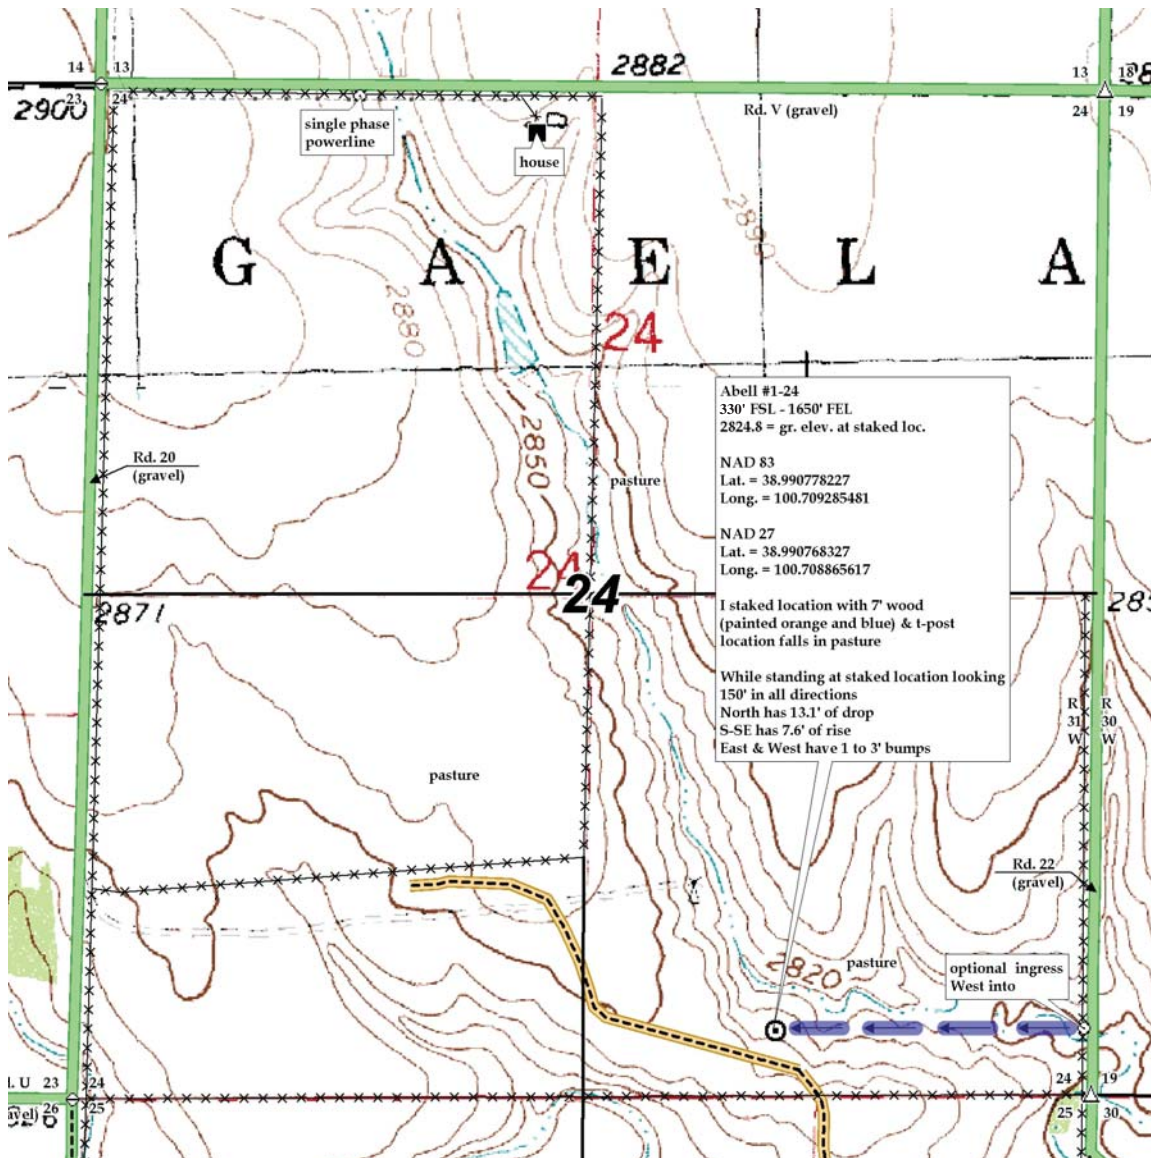 2882
14 13
13 18
2900
23 24
24 19
Rd. V (gravel)
single phase
powerline
house
2890
G A E L A
2880
24
Abell #1-24
330' FSL - 1650' FEL
2824.8 = gr. elev. at staked loc.
NAD 83
Lat. = 38.990778227
Long. = 100.709285481
NAD 27
Lat. = 38.990768327
Long. = 100.708865617
I staked location with 7' wood
(painted orange and blue) & t-post
location falls in pasture
While standing at staked location looking
150' in all directions
North has 13.1' of drop
S-SE has 7.6' of rise
East & West have 1 to 3' bumps
2850
Rd. 20
(gravel)
pasture
24
24
2871
R
31
W
R
30
W
pasture
Rd. 22
(gravel)
2820
pasture
optional ingress
West into
U 23 24
26 25
24 19
25 30